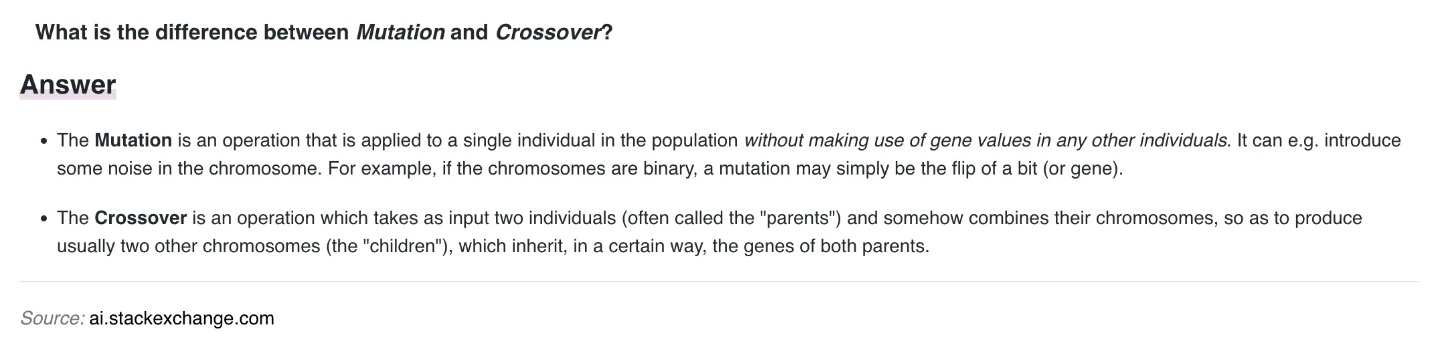 What is the difference between Mutation and Crossover?
Answer
• The Mutation is an operation that is applied to a single individual in the population without making use of gene values in any other individuals. It can e.g. introduce
some noise in the chromosome. For example, if the chromosomes are binary, a mutation may simply be the flip of a bit (or gene).
• The Crossover is an operation which takes as input two individuals (often called the "parents") and somehow combines their chromosomes, so as to produce
usually two other chromosomes (the "children"), which inherit, in a certain way, the genes of both parents.
Source: ai.stackexchange.com